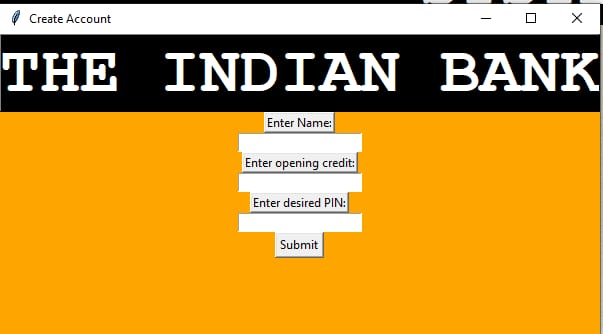 Create Account
THE INDIAN BANK
Enter Name:
Enter opening credit:
Enter desired PIN:
Submit